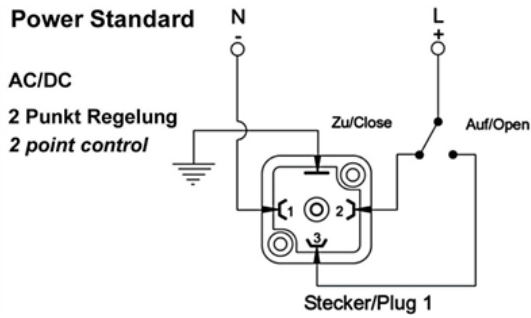 Power Standard
N
-
L
+
AC/DC
2 Punkt Regelung
2 point control
Zu/Close
Auf/Open
1
2
3
Stecker/Plug 1